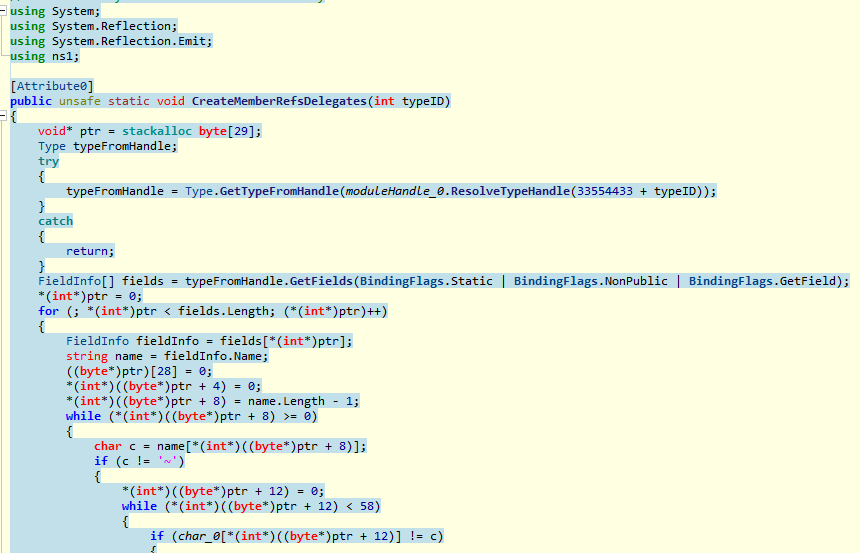 using System;
using System.Reflection;
using System.Reflection.Emit;
using ns1;
[Attribute0]
public unsafe static void CreateMemberRefsDelegates(int typeID)
{
void* ptr = stackalloc byte[29];
Type typeFromHandle;
try
{
typeFromHandle = Type.GetTypeFromHandle(moduleHandle_0.ResolveTypeHandle(33554433 + typeID));
}
catch
{
return;
}
FieldInfo[] fields = typeFromHandle.GetFields(BindingFlags.Static | BindingFlags.NonPublic | BindingFlags.GetField);
*(int*)ptr = 0;
for (; *(int*)ptr < fields.Length; (*(int*)ptr)++)
{
FieldInfo fieldInfo = fields[*(int*)ptr];
string name = fieldInfo.Name;
((byte*)ptr)[28] = 0;
*(int*)((byte*)ptr + 4) = 0;
*(int*)((byte*)ptr + 8) = name.Length - 1;
while (*(int*)((byte*)ptr + 8) >= 0)
{
char c = name[*(int*)((byte*)ptr + 8)];
if (c != '~')
{
*(int*)((byte*)ptr + 12) = 0;
while (*(int*)((byte*)ptr + 12) < 58)
{
if (char_0[*(int*)((byte*)ptr + 12)] != c)
{